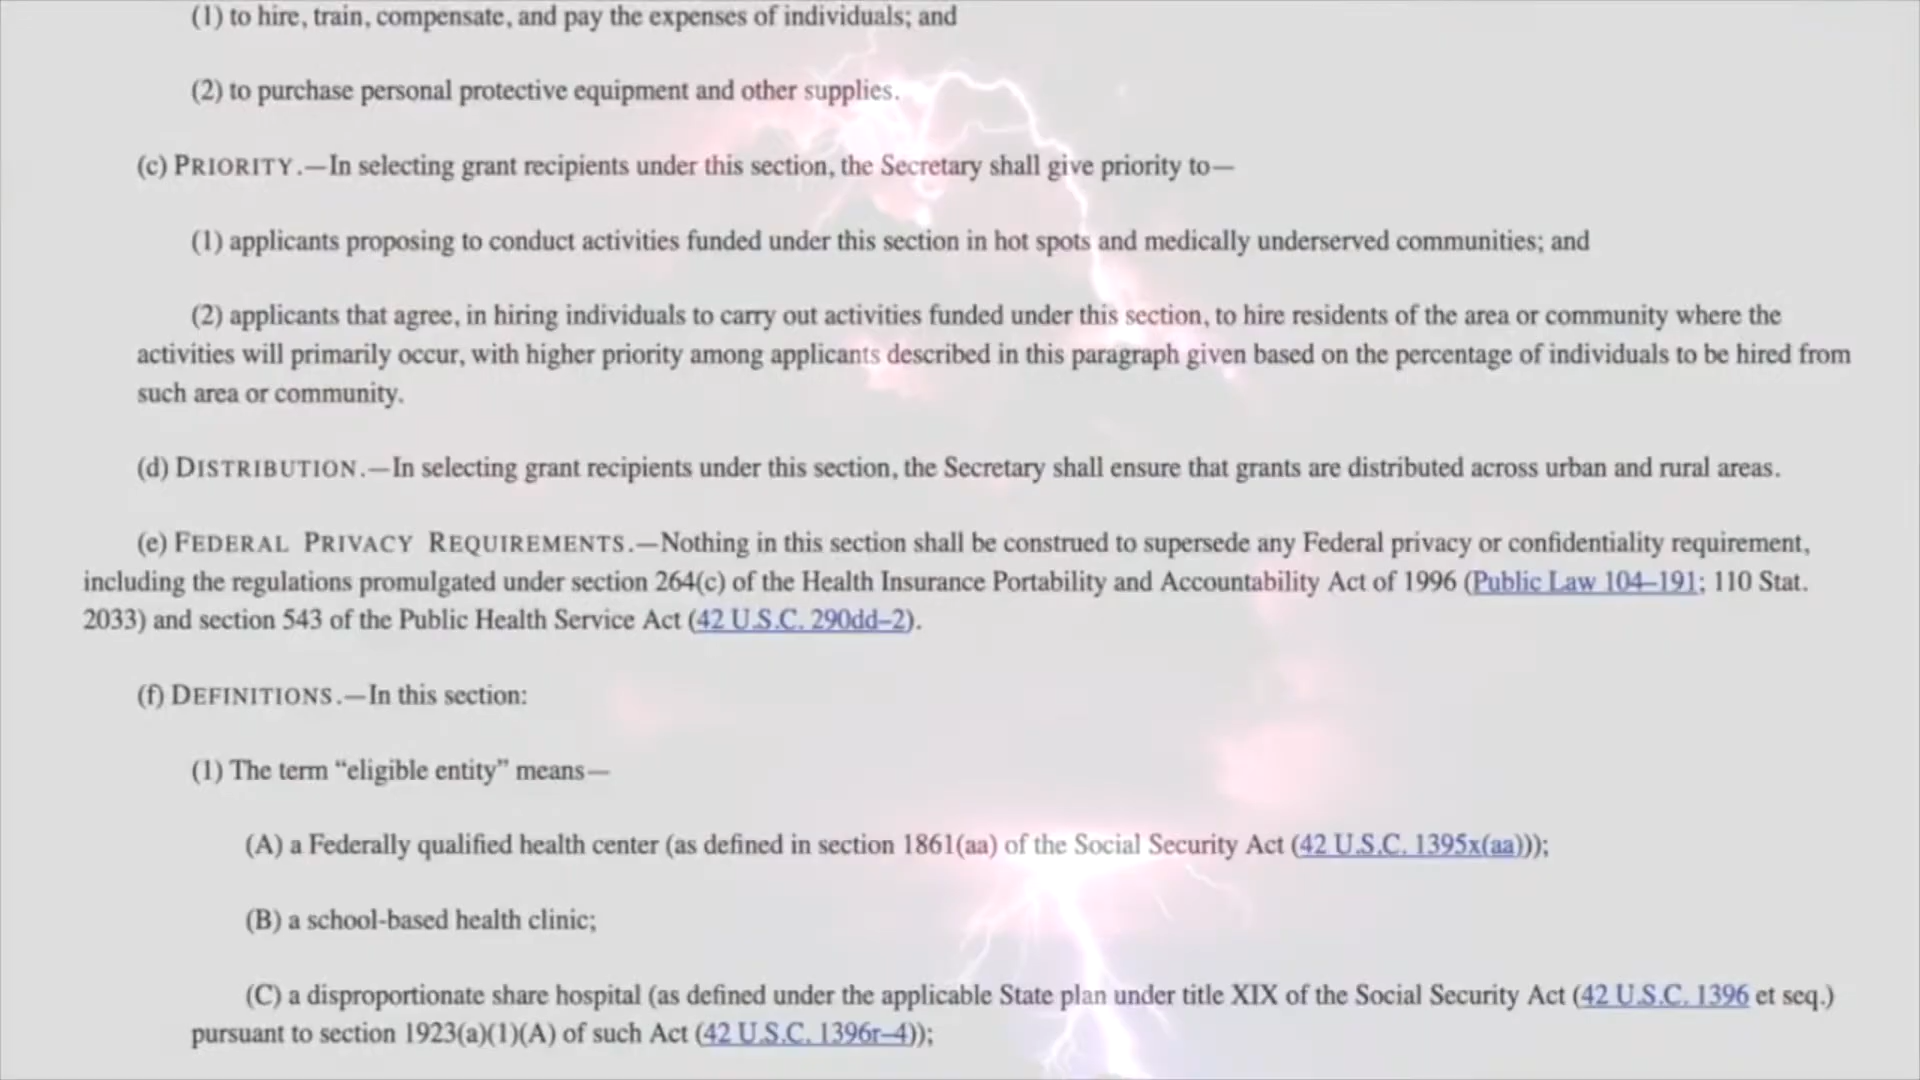 (1) to hire, train, compensate, and pay the expenses of individuals; and
(2) to purchase personal protective equipment and other supplies.
(c) PRIORITY.—In selecting grant recipients under this section, the Secretary shall give priority to—
(1) applicants proposing to conduct activities funded under this section in hot spots and medically underserved communities; and
(2) applicants that agree, in hiring individuals to carry out activities funded under this section, to hire residents of the area or community where the
activities will primarily occur, with higher priority among applicants described in this paragraph given based on the percentage of individuals to be hired from
such area or community.
(d) DISTRIBUTION.—In selecting grant recipients under this section, the Secretary shall ensure that grants are distributed across urban and rural areas.
(e) FEDERAL PRIVACY REQUIREMENTS.—Nothing in this section shall be construed to supersede any Federal privacy or confidentiality requirement,
including the regulations promulgated under section 264(c) of the Health Insurance Portability and Accountability Act of 1996 (Public Law 104–191; 110 Stat.
2033) and section 543 of the Public Health Service Act (42 U.S.C. 290dd–2).
(f) DEFINITIONS.—In this section:
(1) The term “eligible entity” means—
(A) a Federally qualified health center (as defined in section 1861(aa) of the Social Security Act (42 U.S.C. 1395x(aa)));
(B) a school-based health clinic;
(C) a disproportionate share hospital (as defined under the applicable State plan under title XIX of the Social Security Act (42 U.S.C. 1396 et seq.)
pursuant to section 1923(a)(1)(A) of such Act (42 U.S.C. 1396r–4));